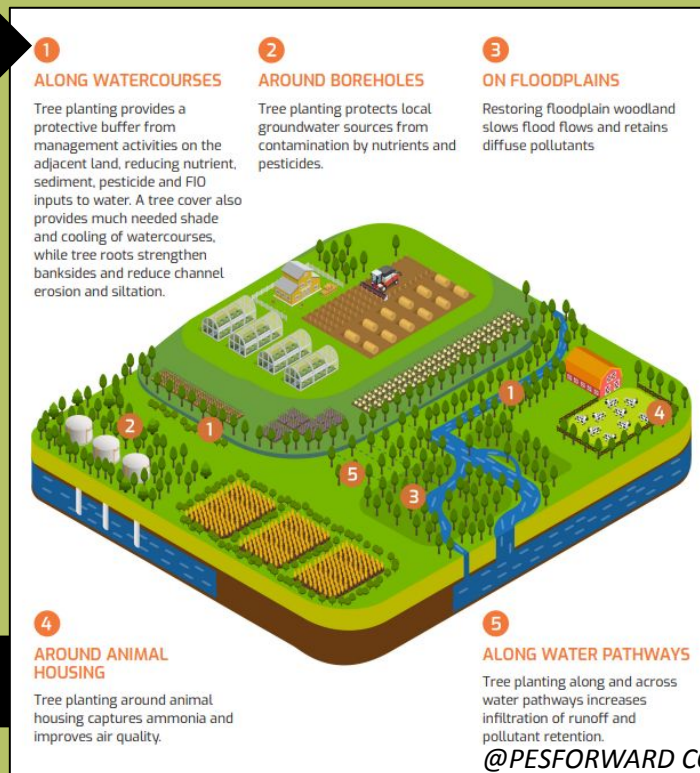 1
ALONG WATERCOURSES
Tree planting provides a
protective buffer from
management activities on the
adjacent land, reducing nutrient,
sediment, pesticide and FIO
inputs to water. A tree cover also
provides much needed shade
and cooling of watercourses,
while tree roots strengthen
banksides and reduce channel
erosion and siltation.
2
AROUND BOREHOLES
Tree planting protects local
groundwater sources from
contamination by nutrients and
pesticides.
3
ON FLOODPLAINS
Restoring floodplain woodland
slows flood flows and retains
diffuse pollutants
1
4
2
1
5
3
4
AROUND ANIMAL
HOUSING
Tree planting around animal
housing captures ammonia and
improves air quality.
5
ALONG WATER PATHWAYS
Tree planting along and across
water pathways increases
infiltration of runoff and
pollutant retention.
@PESFORWARD